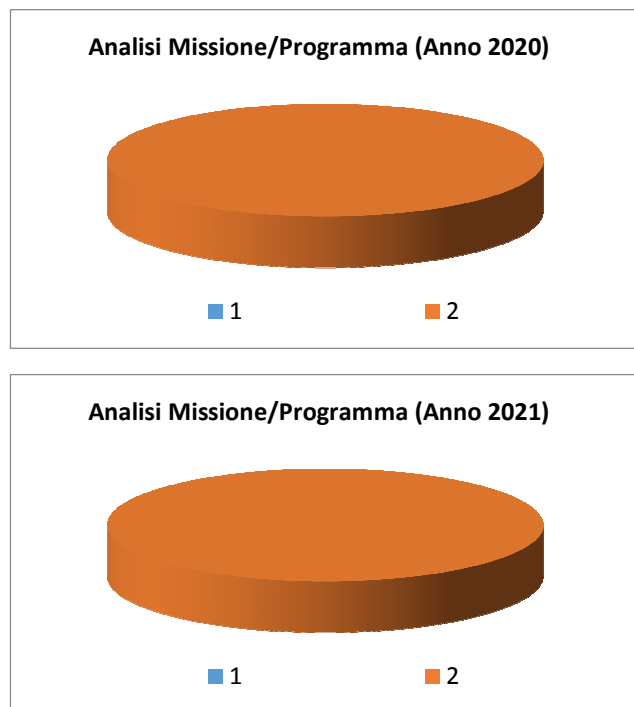 Analisi Missione/Programma (Anno 2020)
1 2
Analisi Missione/Programma (Anno 2021)
1 2